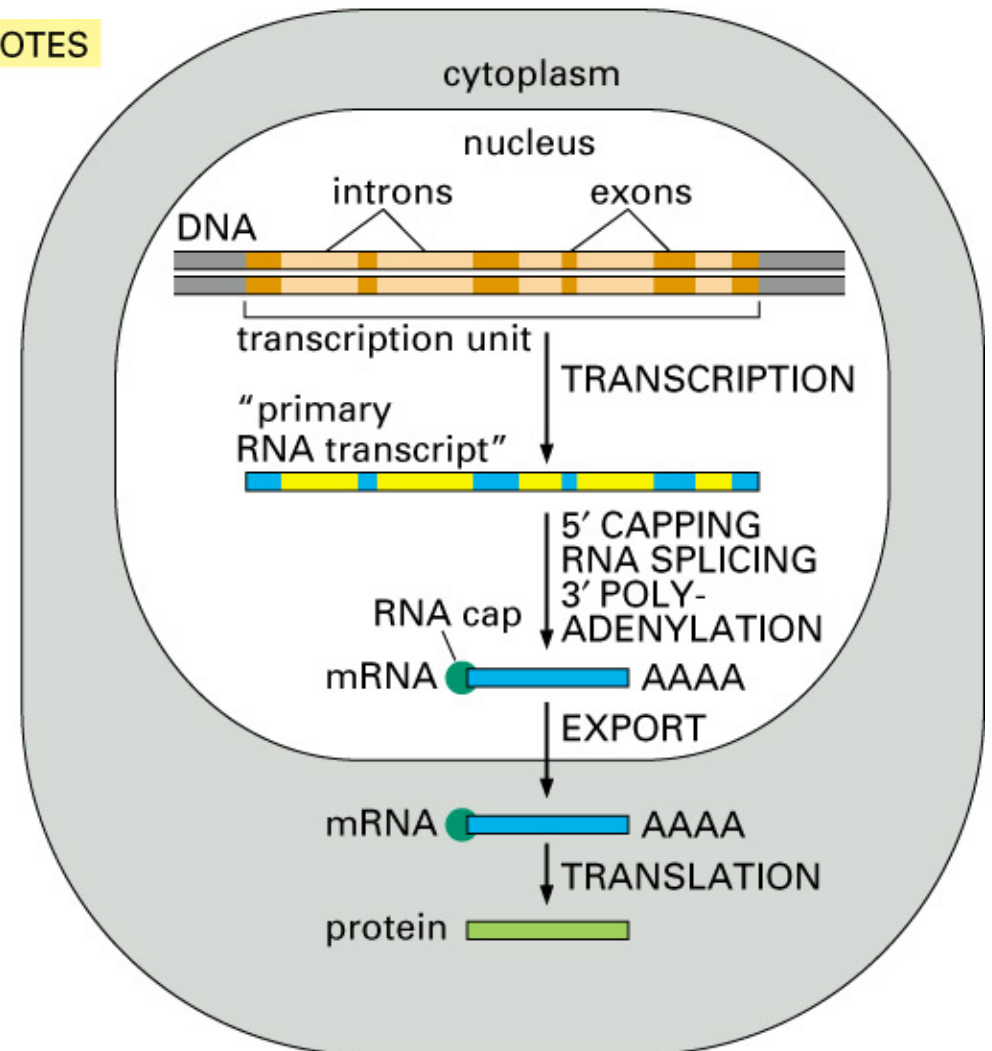 OTES
cytoplasm
nucleus
introns exons
DNA
transcription unit
TRANSCRIPTION
“primary
RNA transcript”
5′ CAPPING
RNA SPLICING
3′ POLY-
ADENYLATION
RNA cap
mRNA AAAA
EXPORT
mRNA AAAA
TRANSLATION
protein